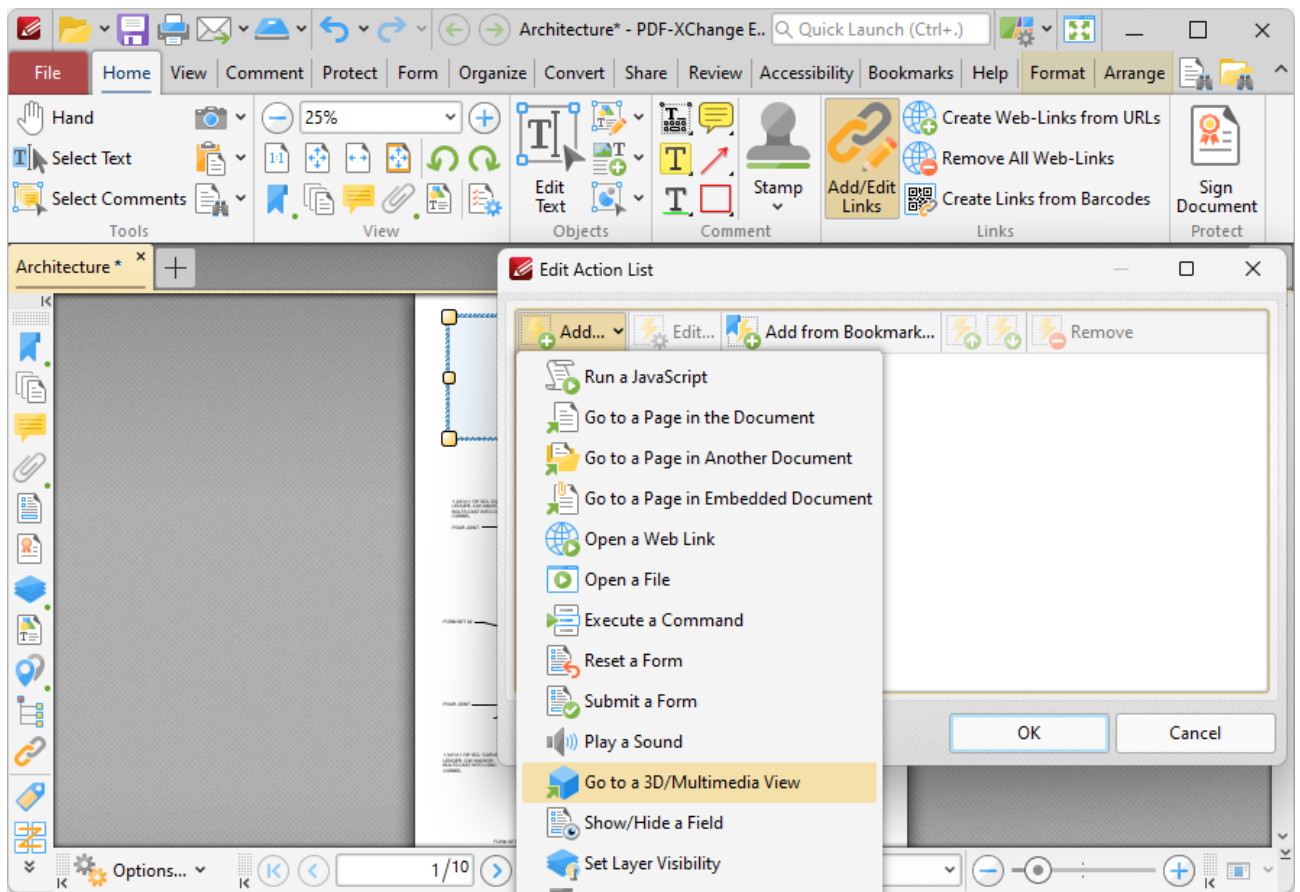 Architecture* - PDF-XChange E.. Quick Launch (Ctrl+.)
File Home View Comment Protect Form Organize Convert Share Review Accessibility Bookmarks Help Format Arrange
Hand 25% Create Web-Links from URLs
Select Text 1:1 Remove All Web-Links
Select Comments Edit Text Stamp Add/Edit Links Create Links from Barcodes Sign Document
Tools View Objects Comment Links Protect
Architecture *
Edit Action List
Add... Edit... Add from Bookmark... Remove
Run a JavaScript
Go to a Page in the Document
Go to a Page in Another Document
Go to a Page in Embedded Document
Open a Web Link
Open a File
Execute a Command
Reset a Form
Submit a Form
Play a Sound
OK Cancel
Go to a 3D/Multimedia View
Show/Hide a Field
Set Layer Visibility
Options... 1/10